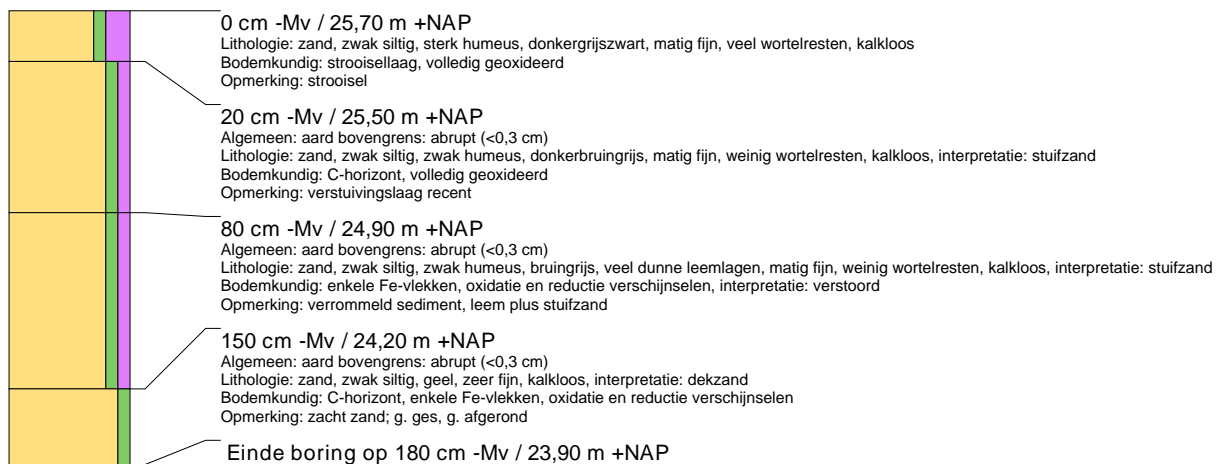 0 cm -Mv / 25,70 m +NAP
Lithologie: zand, zwak siltig, sterk humeus, donkergrijszwart, matig fijn, veel wortelresten, kalkloos
Bodemkundig: strooisellaag, volledig geoxideerd
Opmerking: strooisel
20 cm -Mv / 25,50 m +NAP
Algemeen: aard bovengrens: abrupt (<0,3 cm)
Lithologie: zand, zwak siltig, zwak humeus, donkerbruingrijs, matig fijn, weinig wortelresten, kalkloos, interpretatie: stuifzand
Bodemkundig: C-horizont, volledig geoxideerd
Opmerking: verstuivingslaag recent
80 cm -Mv / 24,90 m +NAP
Algemeen: aard bovengrens: abrupt (<0,3 cm)
Lithologie: zand, zwak siltig, zwak humeus, bruingrijs, veel dunne leemlagen, matig fijn, weinig wortelresten, kalkloos, interpretatie: stuifzand
Bodemkundig: enkele Fe-vlekken, oxidatie en reductie verschijnselen, interpretatie: verstoord
Opmerking: verrommeld sediment, leem plus stuifzand
150 cm -Mv / 24,20 m +NAP
Algemeen: aard bovengrens: abrupt (<0,3 cm)
Lithologie: zand, zwak siltig, geel, zeer fijn, kalkloos, interpretatie: dekzand
Bodemkundig: C-horizont, enkele Fe-vlekken, oxidatie en reductie verschijnselen
Opmerking: zacht zand; g. ges, g. afgerond
Einde boring op 180 cm -Mv / 23,90 m +NAP